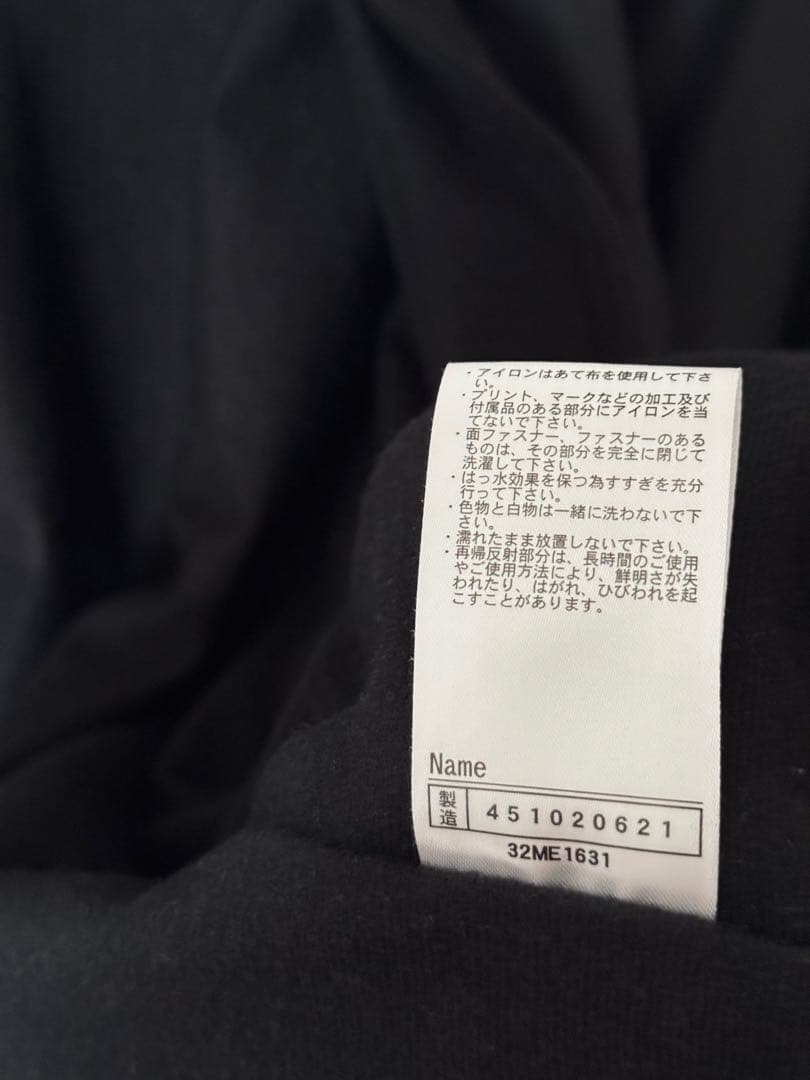 ・アイロンはあて布を使用して下さ
い。
・プリント、マークなどの加工及び
付属品のある部分にアイロンを当
てないで下さい。
・面ファスナー、ファスナーのある
ものは、その部分を完全に閉じて
洗濯して下さい。
・はっ水効果を保つ為すすぎを充分
行って下さい。
・色物と白物は一緒に洗わないで下
さい。
・濡れたまま放置しないで下さい。
・再帰反射部分は、長時間のご使用
やご使用方法により、鮮明さが失
われたり、はがれ、ひびわれを起
こすことがあります。
Name
製造 451020621
32ME1631